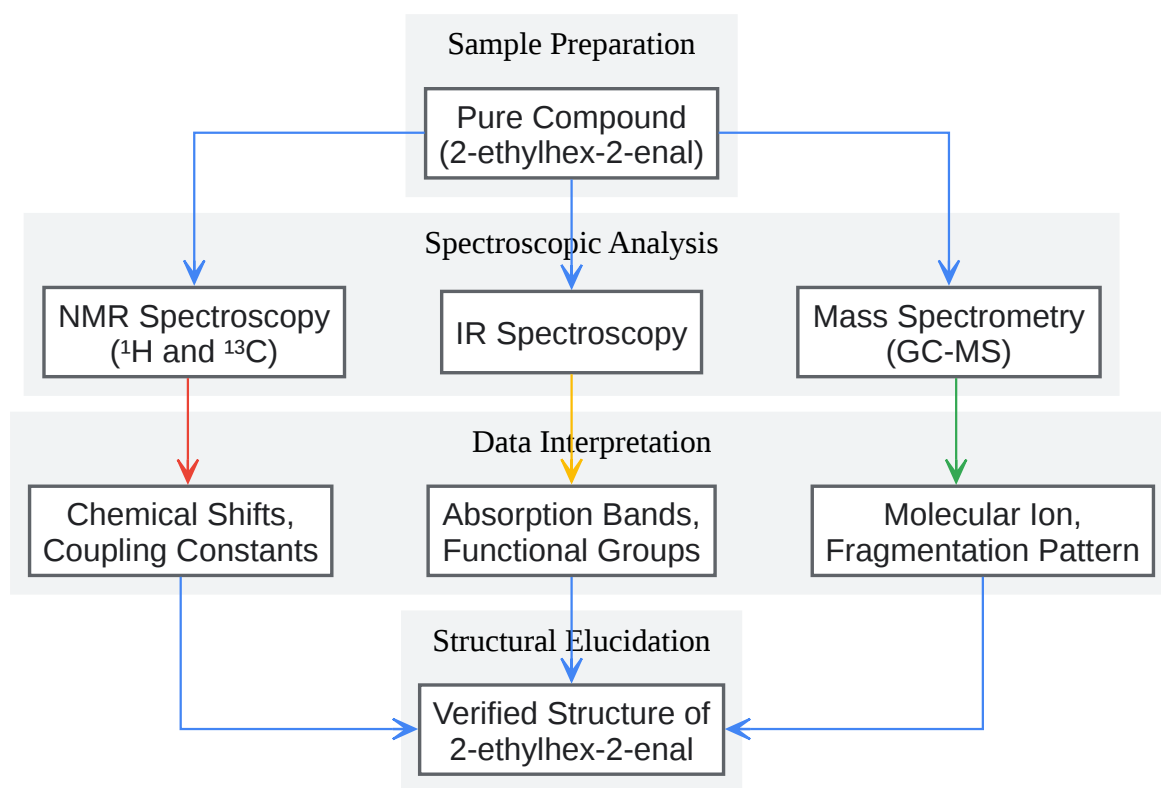 Sample Preparation
Pure Compound
(2-ethylhex-2-enal)
Spectroscopic Analysis
NMR Spectroscopy
(¹H and ¹³C)
IR Spectroscopy
Mass Spectrometry
(GC-MS)
Data Interpretation
Chemical Shifts,
Coupling Constants
Absorption Bands,
Functional Groups
Molecular Ion,
Fragmentation Pattern
Structural Elucidation
Verified Structure of
2-ethylhex-2-enal